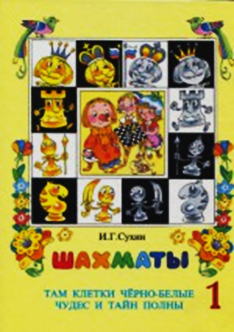 И.Г.Сухин
ШАХМАТЫ
ТАМ КЛЕТКИ ЧЁРНО-БЕЛЫЕ
ЧУДЕС И ТАЙН ПОЛНЫ
1